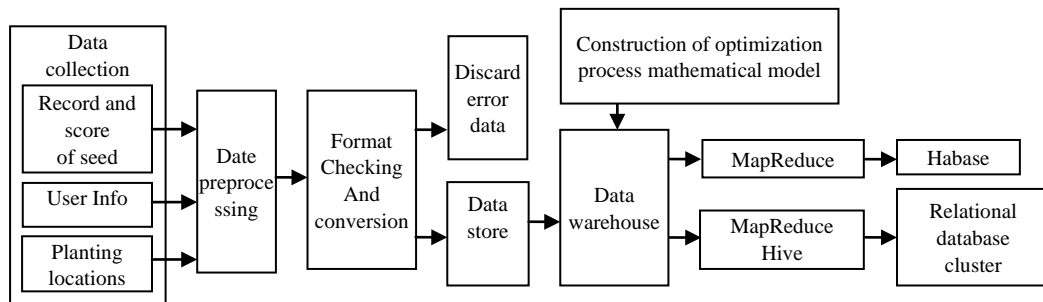 Data
collection
Record and
score
of seed
User Info
Planting
locations
Date
preproce
ssing
Format
Checking
And
conversion
Discard
error
data
Data
store
Construction of optimization
process mathematical model
Data
warehouse
MapReduce
Habase
MapReduce
Hive
Relational
database
cluster